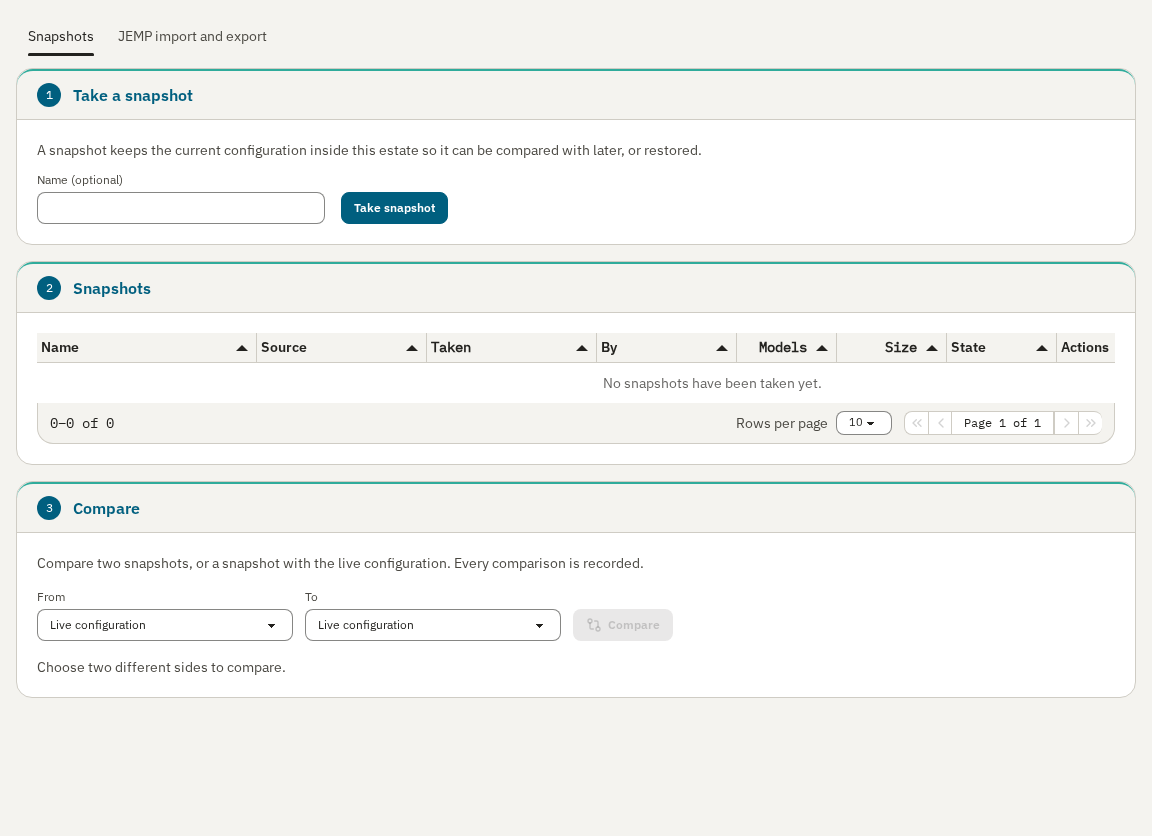 Snapshots JEMP import and export
1 Take a snapshot
A snapshot keeps the current configuration inside this estate so it can be compared with later, or restored.
Name (optional)
Take snapshot
2 Snapshots
Name Source Taken By Models Size State Actions
No snapshots have been taken yet.
0–0 of 0 Rows per page 10 Page 1 of 1
3 Compare
Compare two snapshots, or a snapshot with the live configuration. Every comparison is recorded.
From To
Live configuration Live configuration Compare
Choose two different sides to compare.